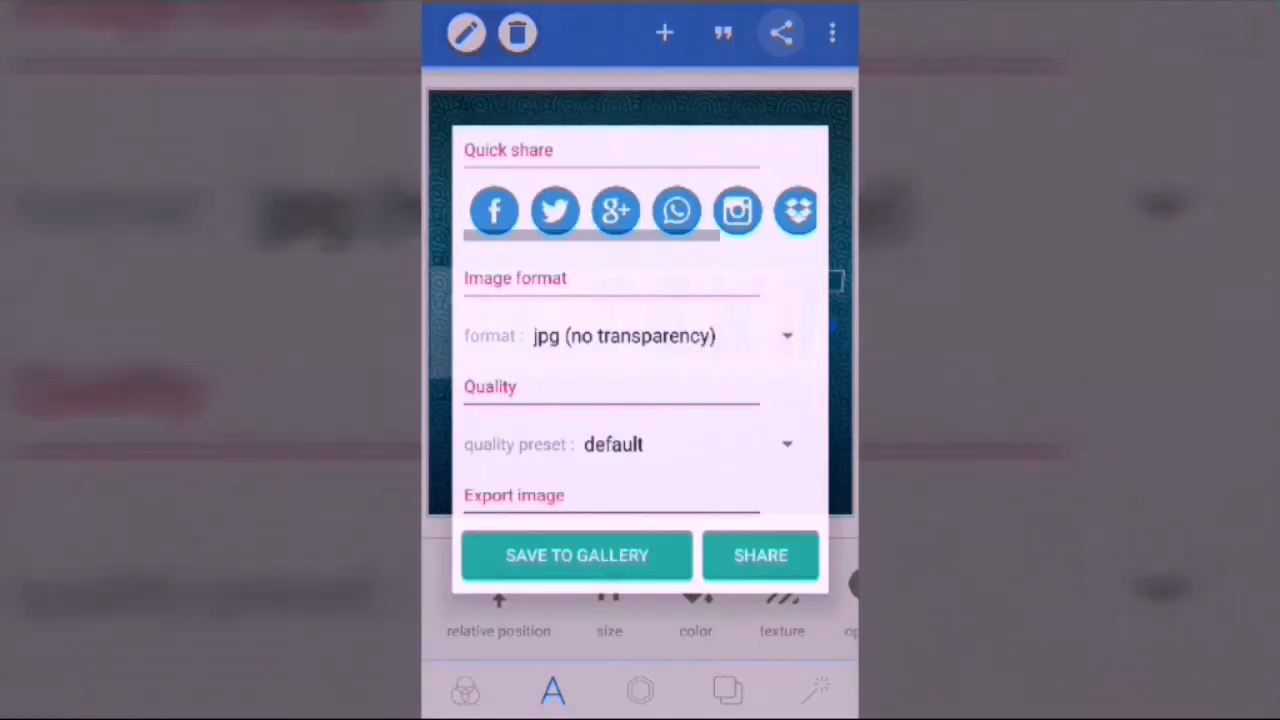 Quick share
Image format
format : jpg (no transparency)
Quality
quality preset : default
Export image
SAVE TO GALLERY
SHARE
relative position
size
color
texture